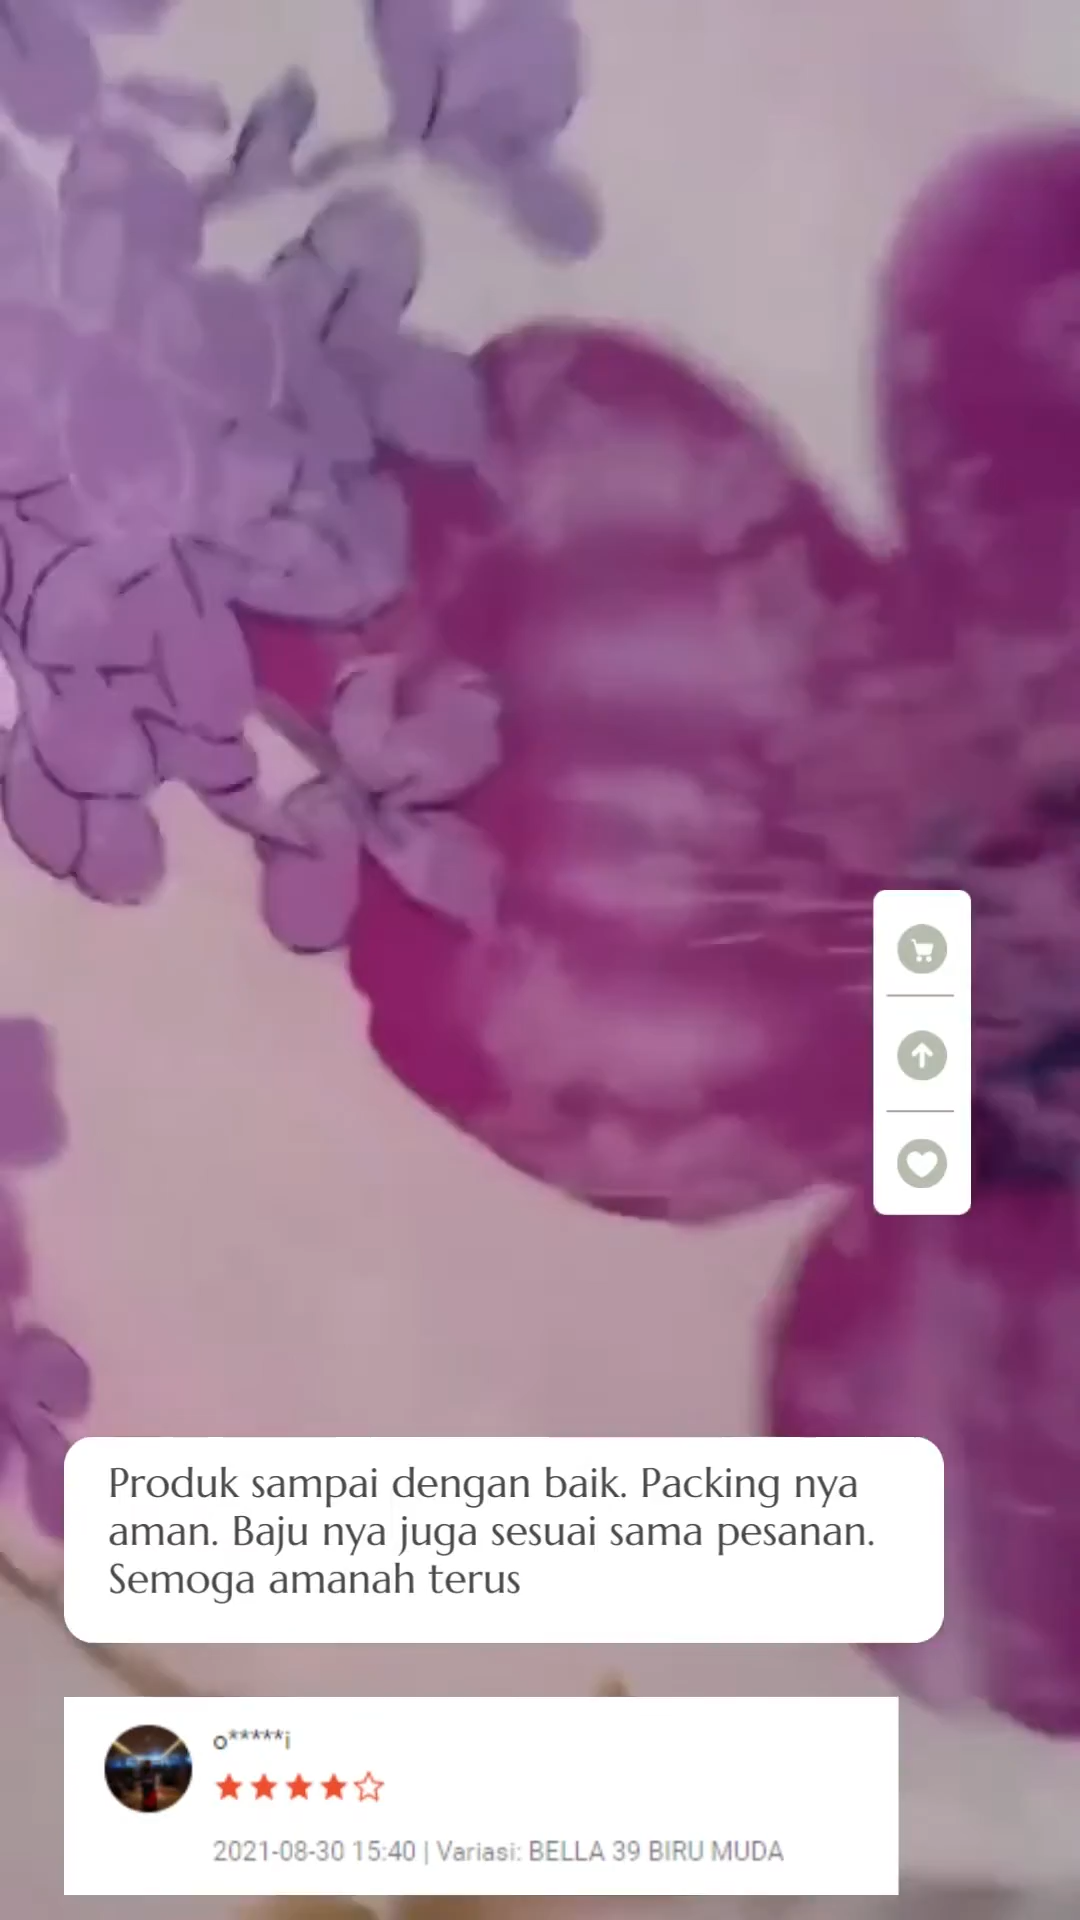 Produk sampai dengan baik. Packing nya
aman. Baju nya juga sesuai sama pesanan.
Semoga amanah terus
o*****i
2021-08-30 15:40 | Variasi: BELLA 39 BIRU MUDA